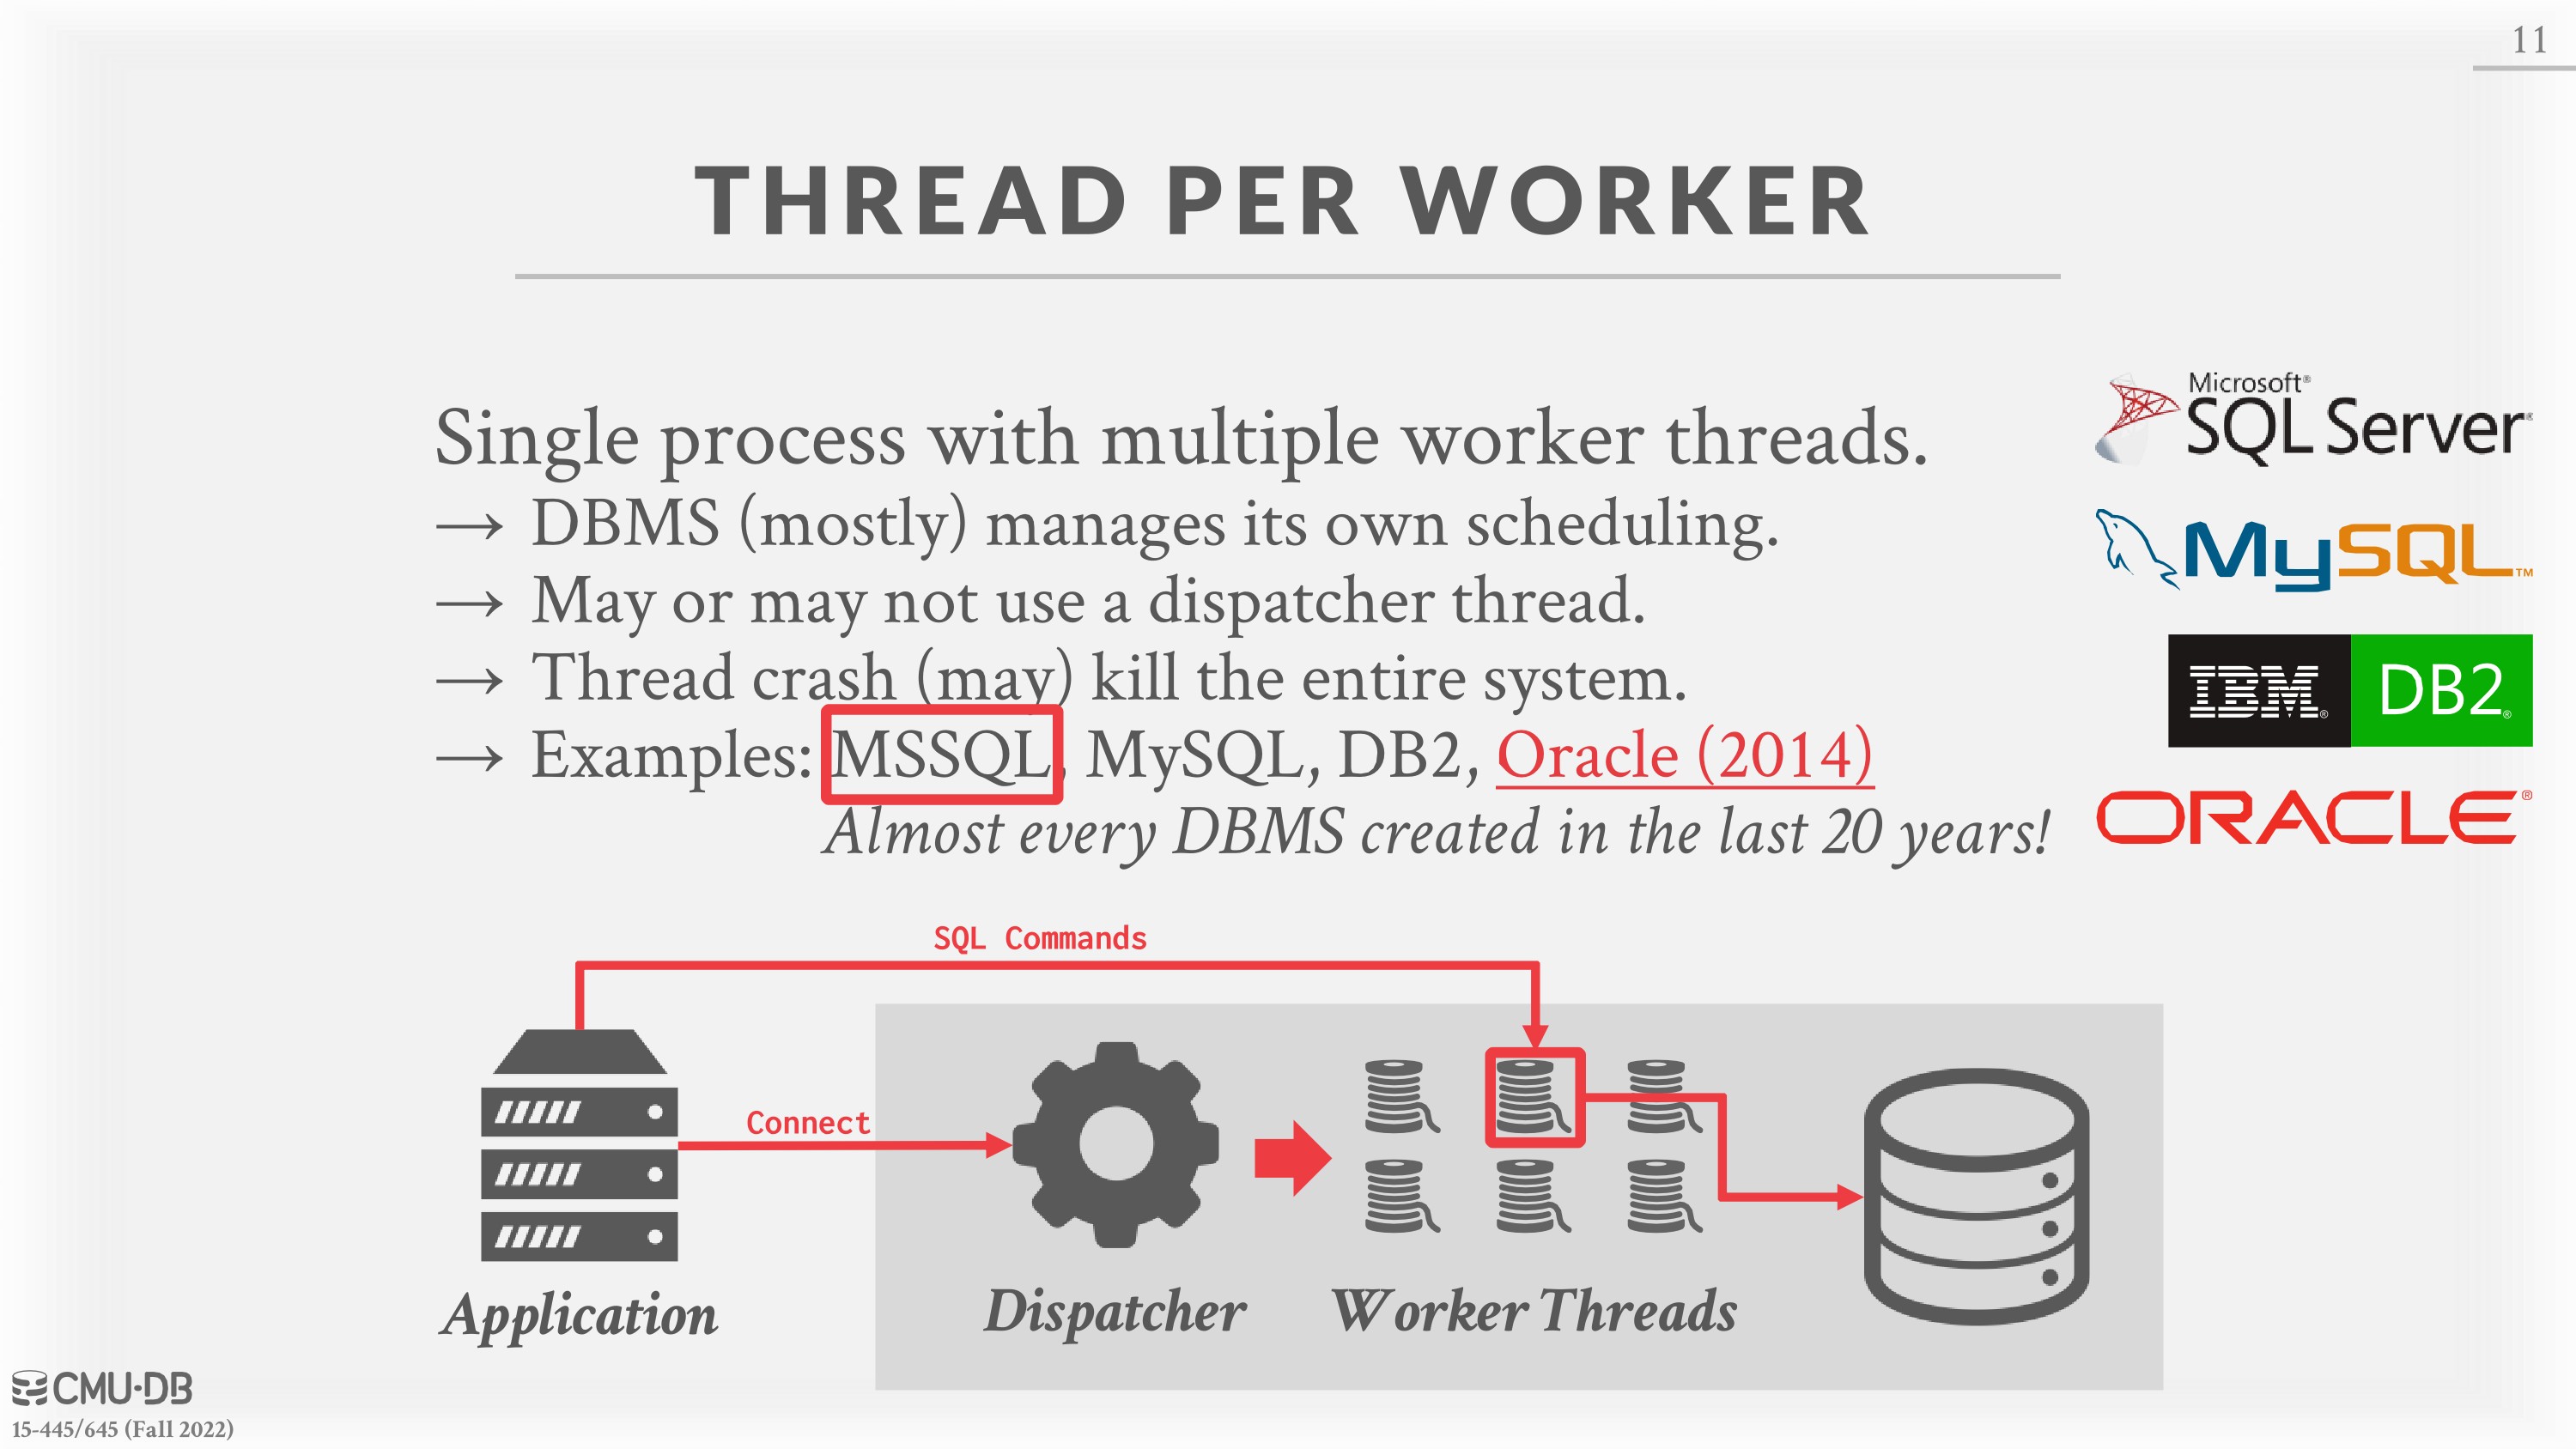 11
THREAD PER WORKER
Single process with multiple worker threads.
→ DBMS (mostly) manages its own scheduling.
→ May or may not use a dispatcher thread.
→ Thread crash (may) kill the entire system.
→ Examples: MSSQL, MySQL, DB2, Oracle (2014)
Almost every DBMS created in the last 20 years!
Microsoft®
SQL Server®
MySQL™
IBM® DB2®
ORACLE®
SQL Commands
Connect
Application
Dispatcher
Worker Threads
CMU·DB
15-445/645 (Fall 2022)